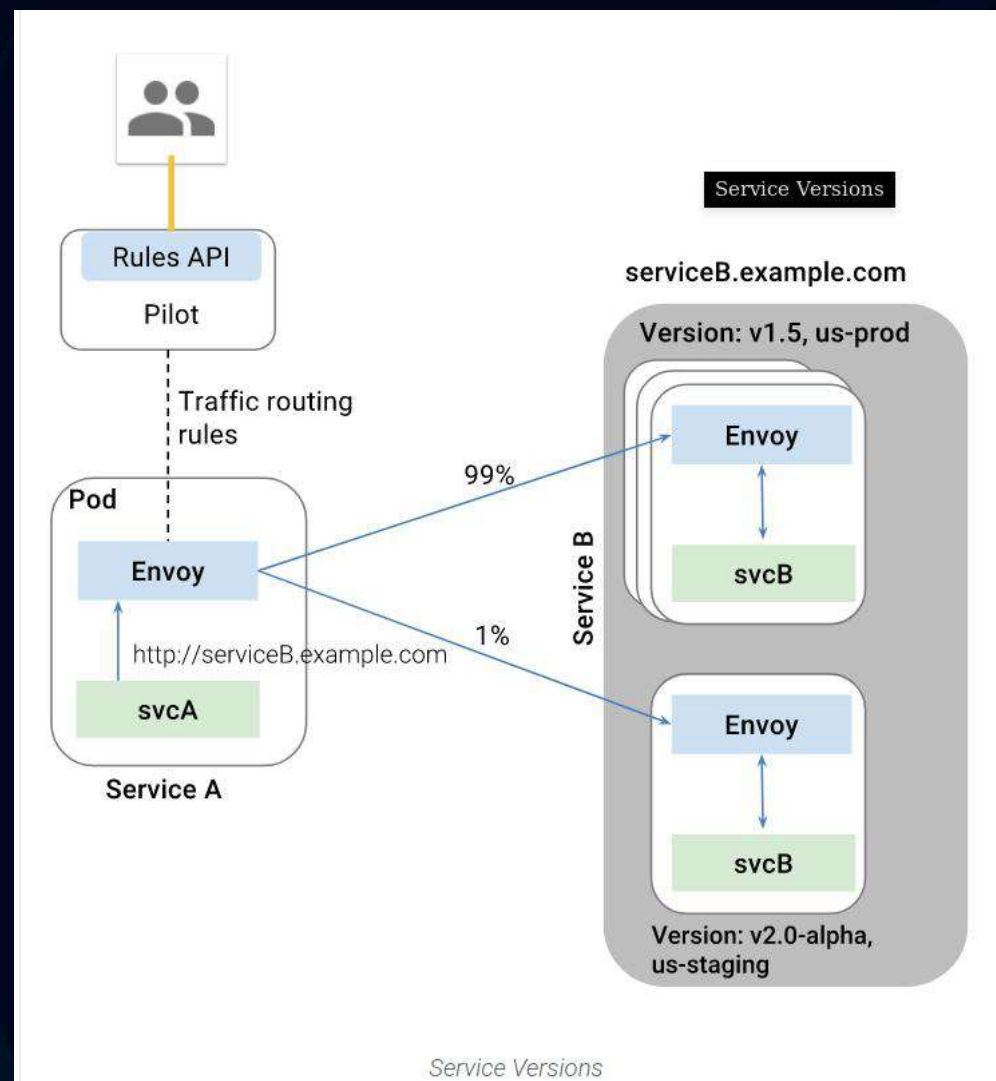 Service Versions
serviceB.example.com
Rules API
Pilot
Traffic routing
rules
Pod
Envoy
http://serviceB.example.com
svcA
Service A
99%
1%
Service B
Version: v1.5, us-prod
Envoy
svcB
Envoy
svcB
Version: v2.0-alpha,
us-staging
Service Versions